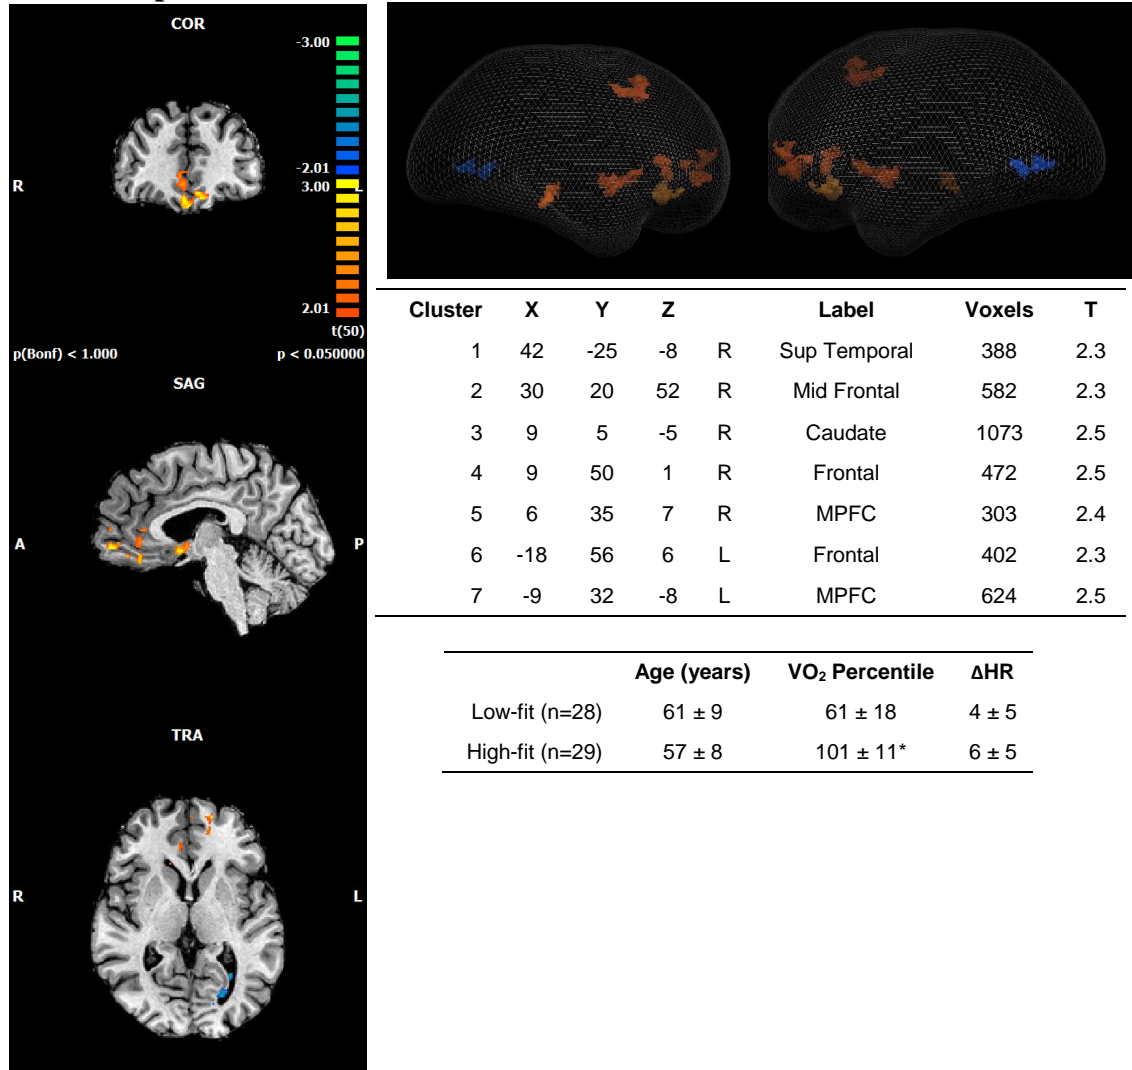 COR
-3.00
-2.01
3.00
R
L
2.01
t(50)
p(Bonf) < 1.000
p < 0.050000
SAG
A
P
TRA
R
L
Cluster X Y Z Label Voxels T
1 42 -25 -8 R Sup Temporal 388 2.3
2 30 20 52 R Mid Frontal 582 2.3
3 9 5 -5 R Caudate 1073 2.5
4 9 50 1 R Frontal 472 2.5
5 6 35 7 R MPFC 303 2.4
6 -18 56 6 L Frontal 402 2.3
7 -9 32 -8 L MPFC 624 2.5
Age (years) VO₂ Percentile ΔHR
Low-fit (n=28) 61 ± 9 61 ± 18 4 ± 5
High-fit (n=29) 57 ± 8 101 ± 11* 6 ± 5